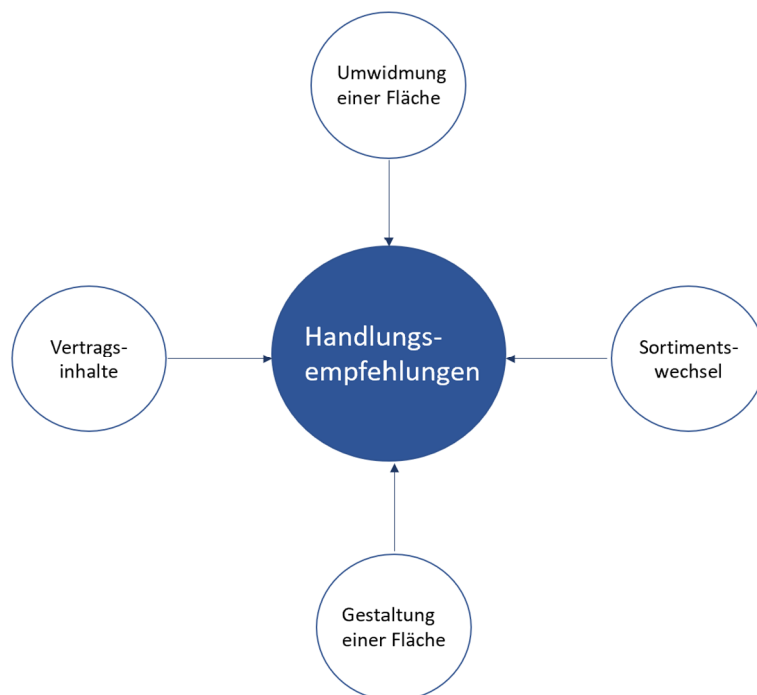 Umwidmung
einer Fläche
Handlungs-
empfehlungen
Vertrags-
inhalte
Sortiments-
wechsel
Gestaltung
einer Fläche